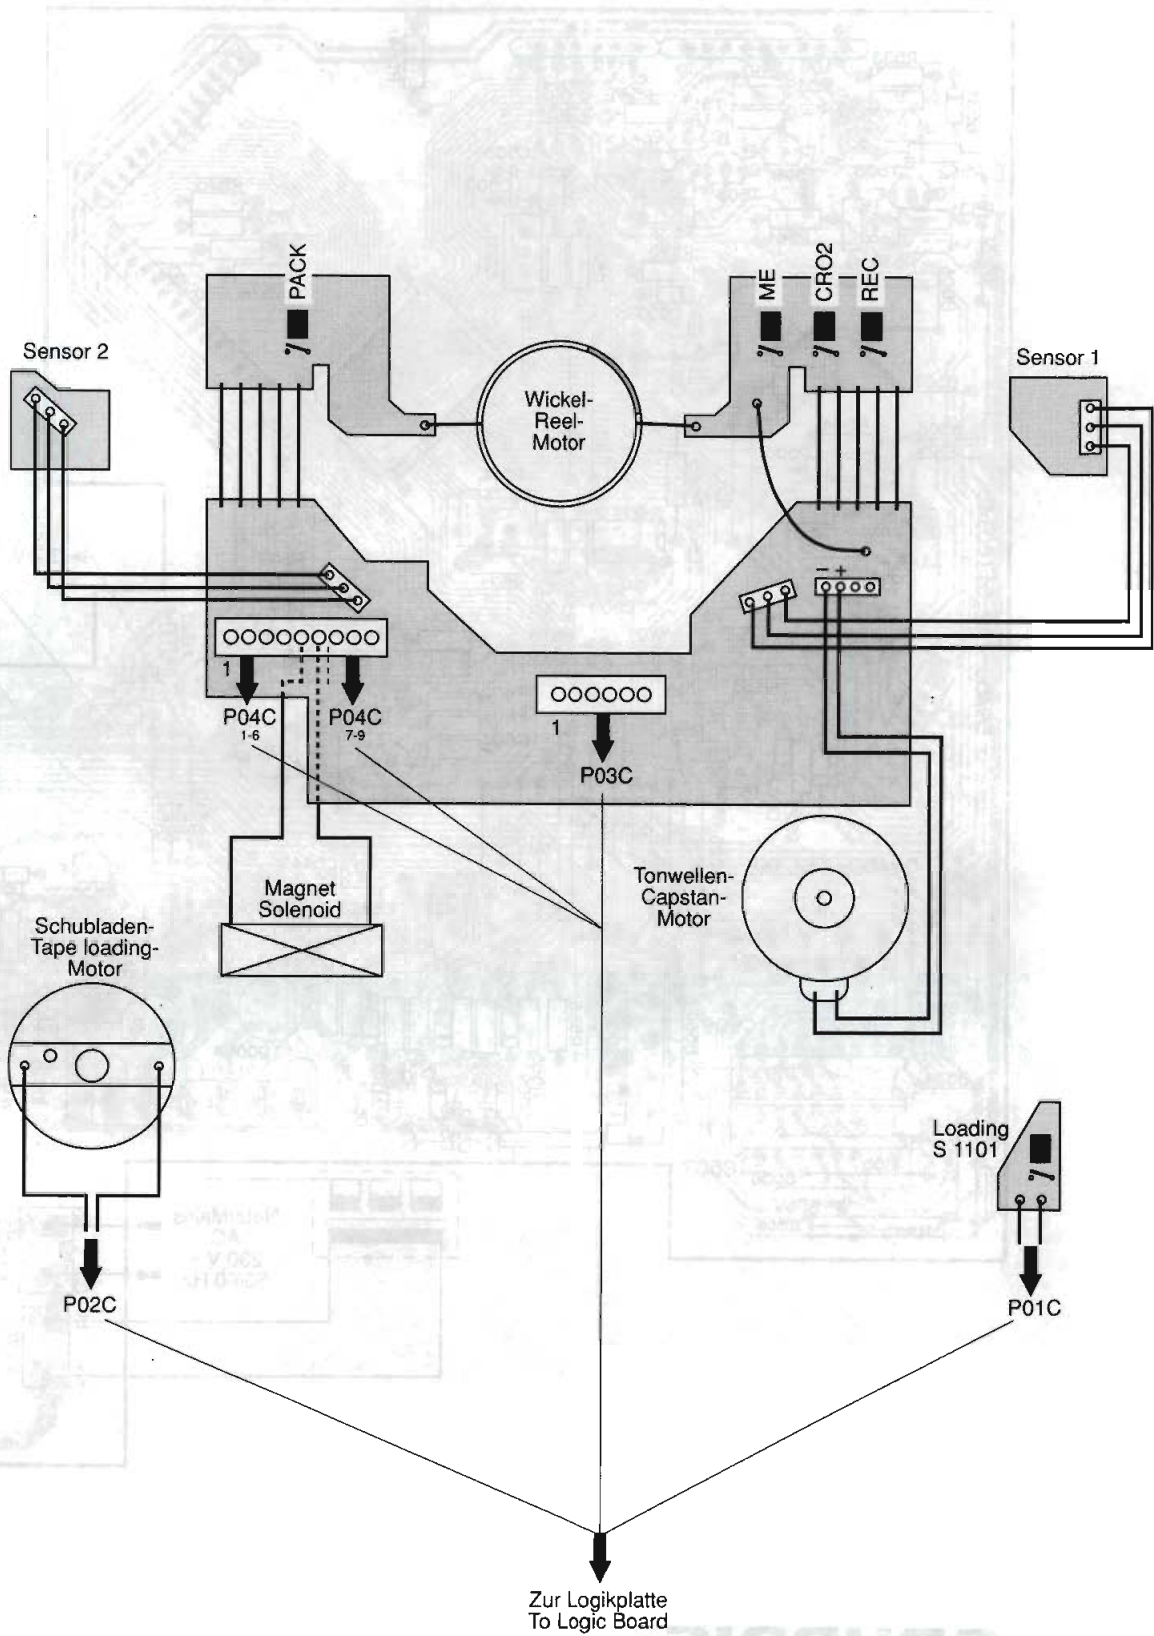 PACK
ME
CRO2
REC
Sensor 2
Sensor 1
Wickel-
Reel-
Motor
- +
1
P04C
1-6
P04C
7-9
1
P03C
Magnet
Solenoid
Tonwellen-
Capstan-
Motor
Schubladen-
Tape loading-
Motor
Loading
S 1101
P02C
P01C
Zur Logikplatte
To Logic Board